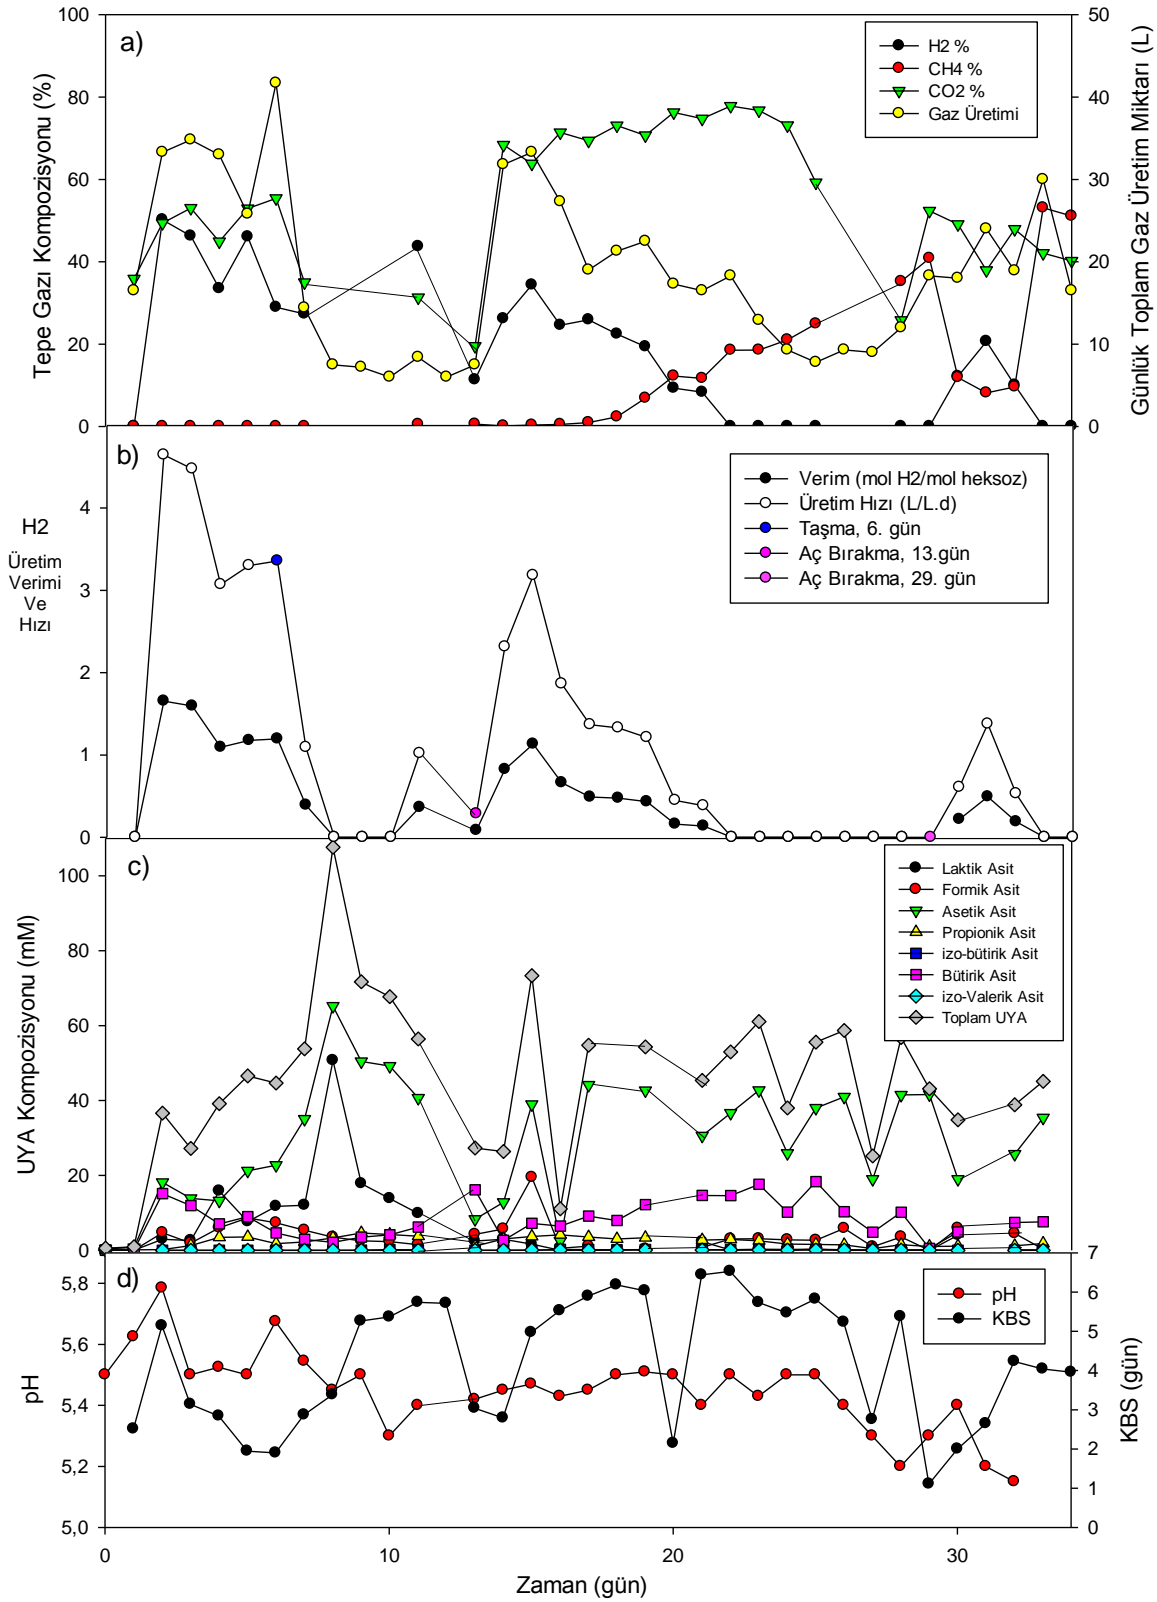 a)
H2 %
CH4 %
CO2 %
Gaz Üretimi
Tepe Gazı Kompozisyonu (%)
100
80
60
40
20
0
Günlük Toplam Gaz Üretim Miktarı (L)
50
40
30
20
10
0
b)
Verim (mol H2/mol heksoz)
Üretim Hızı (L/L.d)
Taşma, 6. gün
Aç Bırakma, 13.gün
Aç Bırakma, 29. gün
H2
Üretim
Verimi
Ve
Hızı
4
3
2
1
0
c)
Laktik Asit
Formik Asit
Asetik Asit
Propionik Asit
izo-bütirik Asit
Bütirik Asit
izo-Valerik Asit
Toplam UYA
UYA Kompozisyonu (mM)
100
80
60
40
20
0
d)
pH
KBS
pH
5,8
5,6
5,4
5,2
5,0
KBS (gün)
7
6
5
4
3
2
1
0
0
10
20
30
Zaman (gün)